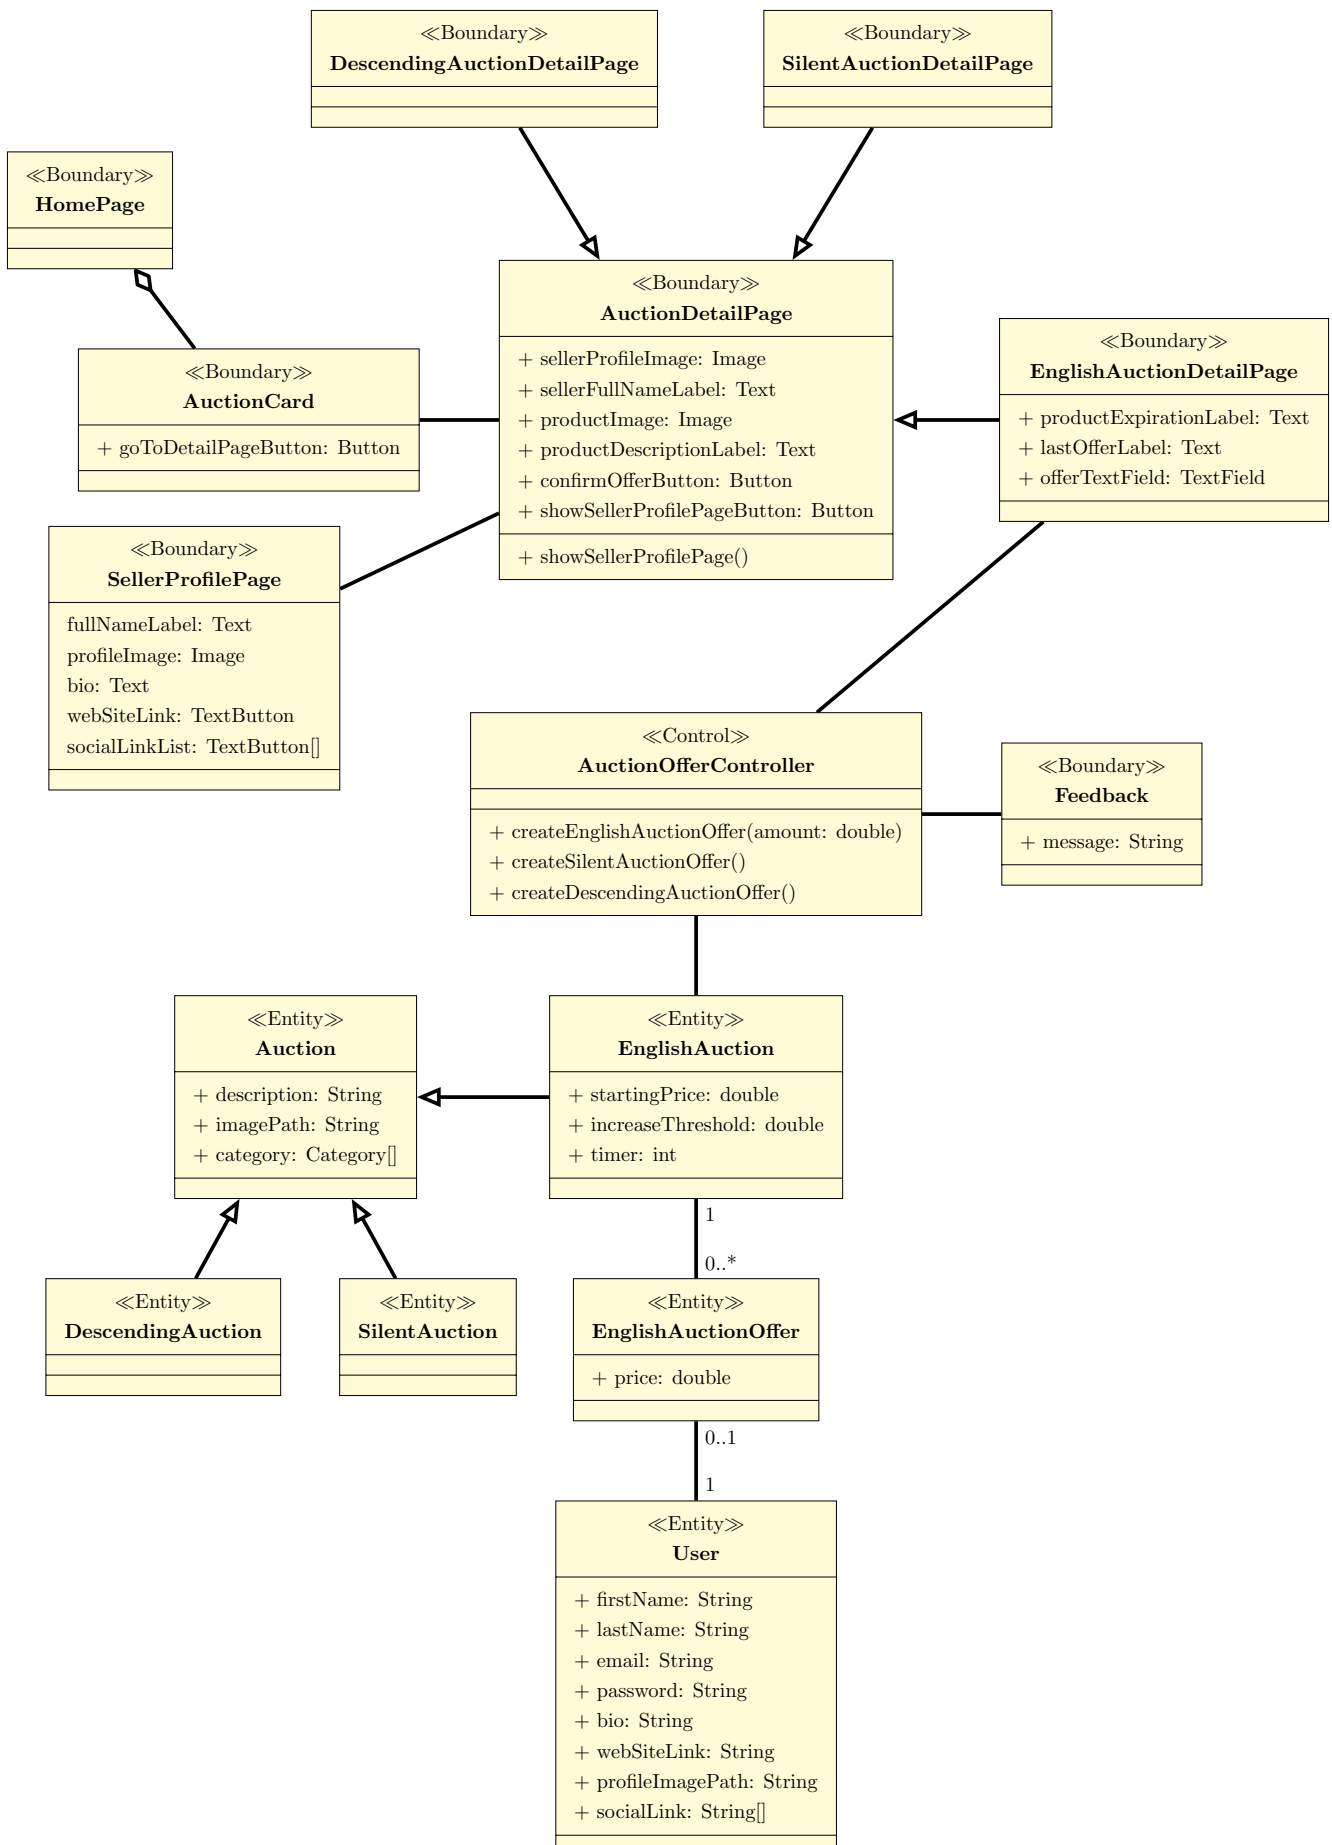 ≪Boundary≫
DescendingAuctionDetailPage
≪Boundary≫
SilentAuctionDetailPage
≪Boundary≫
HomePage
≪Boundary≫
AuctionDetailPage
+ sellerProfileImage: Image
+ sellerFullNameLabel: Text
+ productImage: Image
+ productDescriptionLabel: Text
+ confirmOfferButton: Button
+ showSellerProfilePageButton: Button
+ showSellerProfilePage()
≪Boundary≫
EnglishAuctionDetailPage
+ productExpirationLabel: Text
+ lastOfferLabel: Text
+ offerTextField: TextField
≪Boundary≫
AuctionCard
+ goToDetailPageButton: Button
≪Boundary≫
SellerProfilePage
fullNameLabel: Text
profileImage: Image
bio: Text
webSiteLink: TextButton
socialLinkList: TextButton[]
≪Control≫
AuctionOfferController
+ createEnglishAuctionOffer(amount: double)
+ createSilentAuctionOffer()
+ createDescendingAuctionOffer()
≪Boundary≫
Feedback
+ message: String
≪Entity≫
Auction
+ description: String
+ imagePath: String
+ category: Category[]
≪Entity≫
EnglishAuction
+ startingPrice: double
+ increaseThreshold: double
+ timer: int
1
0..*
≪Entity≫
DescendingAuction
≪Entity≫
SilentAuction
≪Entity≫
EnglishAuctionOffer
+ price: double
0..1
1
≪Entity≫
User
+ firstName: String
+ lastName: String
+ email: String
+ password: String
+ bio: String
+ webSiteLink: String
+ profileImagePath: String
+ socialLink: String[]